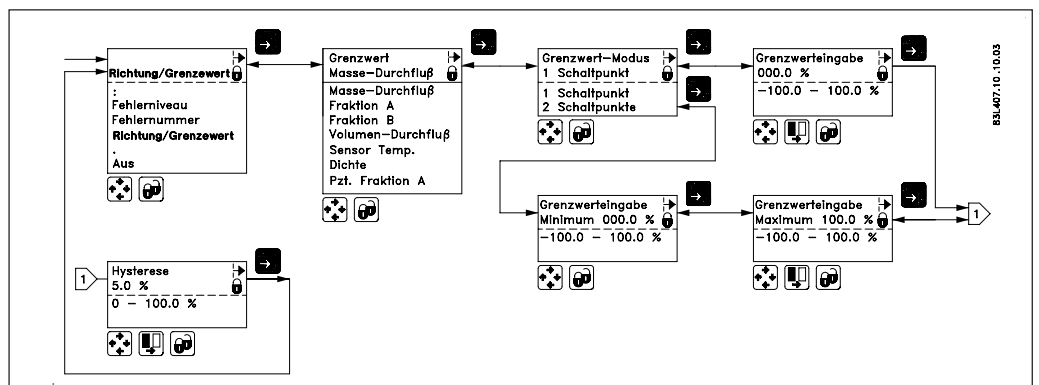 Richtung/Grenzewert
:
Fehlerniveau
Fehlernummer
Richtung/Grenzewert
.
Aus
Grenzwert
Masse-Durchfluß
Masse-Durchfluß
Fraktion A
Fraktion B
Volumen-Durchfluß
Sensor Temp.
Dichte
Pzt. Fraktion A
Grenzwert-Modus
1 Schaltpunkt
1 Schaltpunkt
2 Schaltpunkte
Grenzwerteingabe
000.0 %
-100.0 - 100.0 %
Grenzwerteingabe
Minimum 000.0 %
-100.0 - 100.0 %
Grenzwerteingabe
Maximum 100.0 %
-100.0 - 100.0 %
1
1
Hysterese
5.0 %
0 - 100.0 %
83L407.10 .10.03